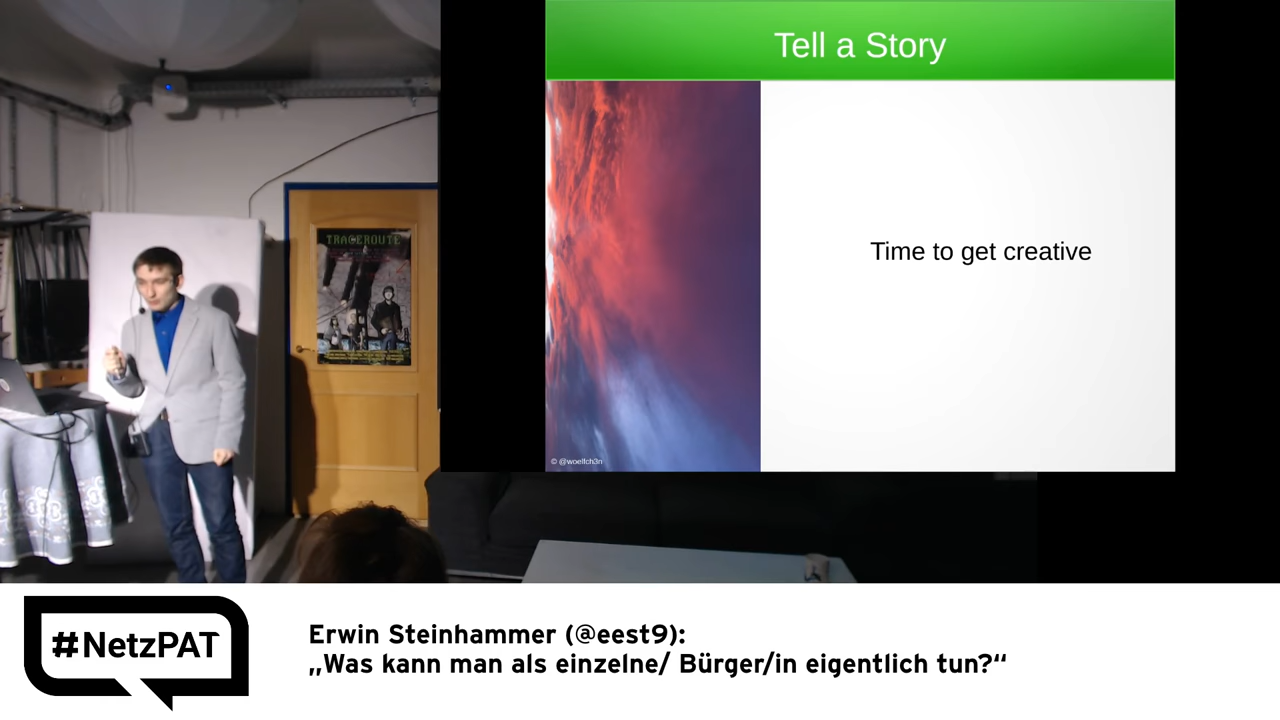 Tell a Story
Time to get creative
© @woelfch3n
TRACEROUTE
#NetzPAT
Erwin Steinhammer (@eest9):
„Was kann man als einzelne/ Bürger/in eigentlich tun?“